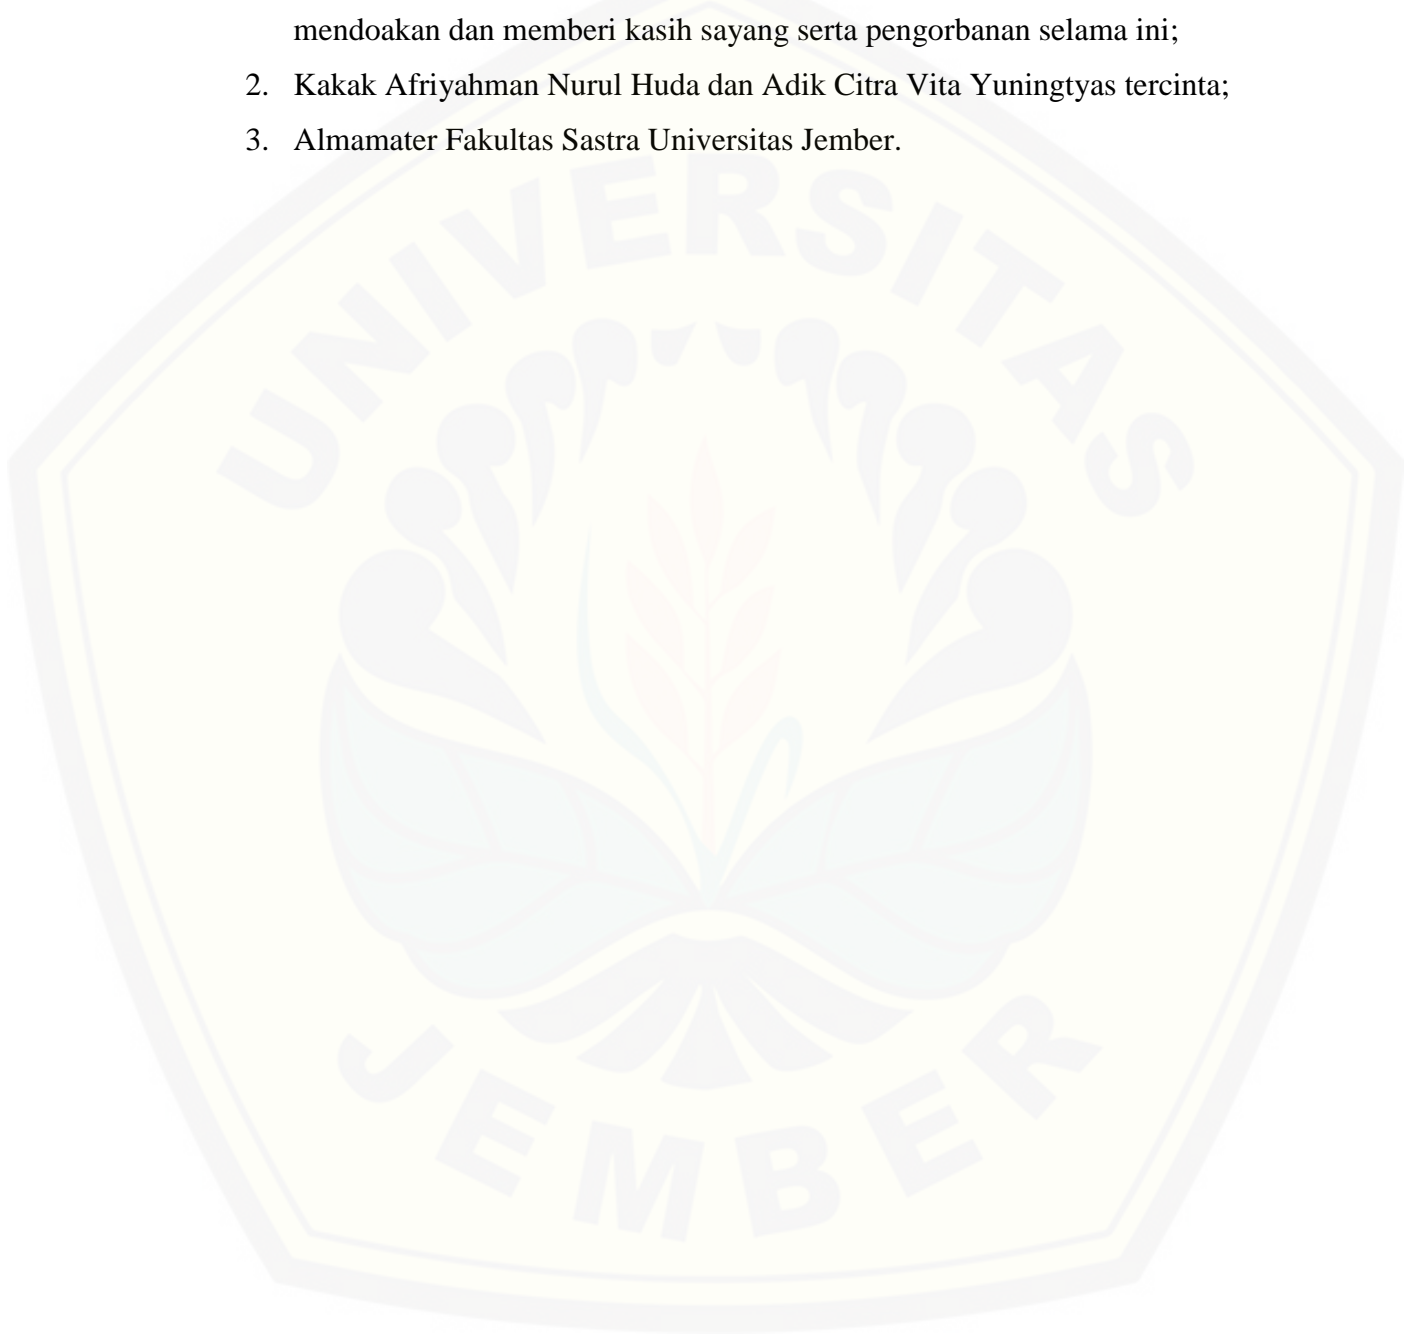 mendoakan dan memberi kasih sayang serta pengorbanan selama ini;
2. Kakak Afriyahman Nurul Huda dan Adik Citra Vita Yuningtyas tercinta;
3. Almamater Fakultas Sastra Universitas Jember.
UNIVERSITAS
JEMBER